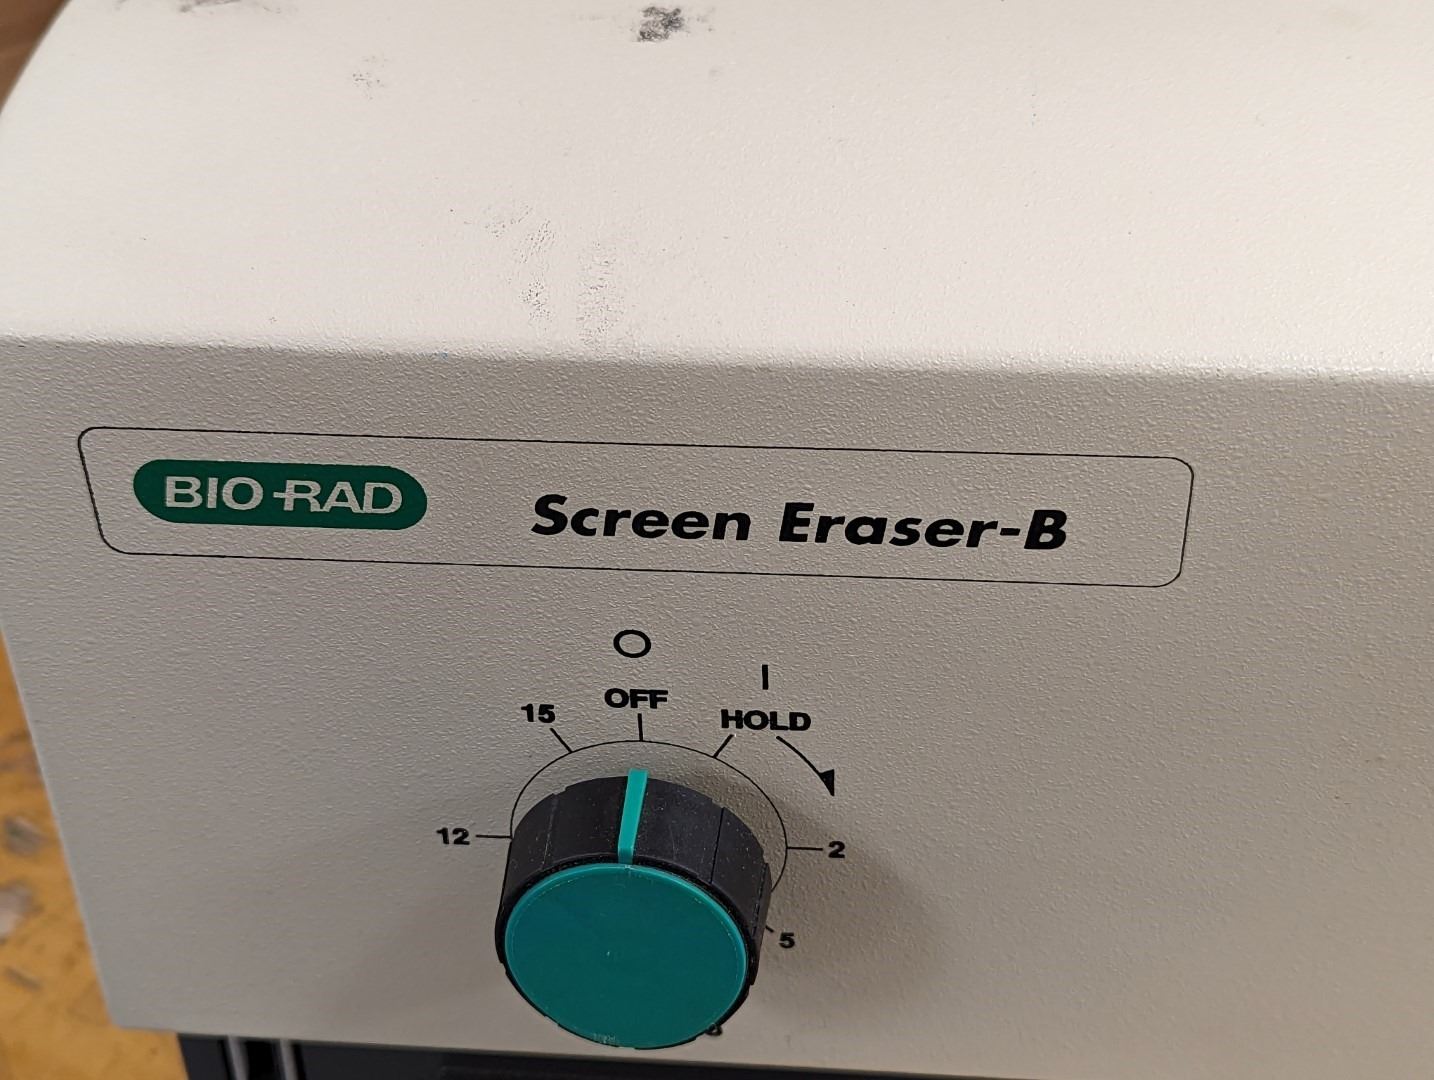 BIO-RAD
Screen Eraser-B
O
I
OFF
15
HOLD
12
2
5